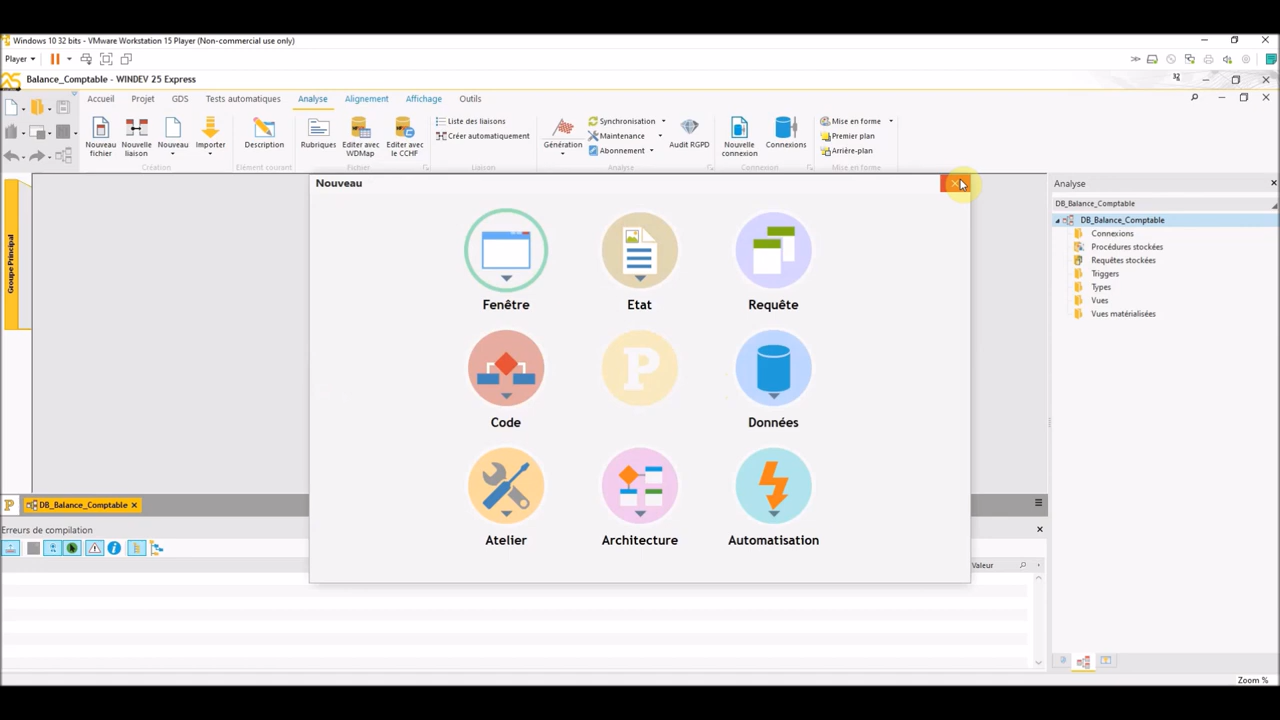 Windows 10 32 bits - VMware Workstation 15 Player (Non-commercial use only)
Player
Balance_Comptable - WINDEV 25 Express
Accueil Projet GDS Tests automatiques Analyse Alignement Affichage Outils
Nouveau fichier
Nouvelle liaison
Nouveau
Importer
Création
Description
Elément courant
Rubriques
Editer avec WDMap
Editer avec le CCHF
Fichier
Liste des liaisons
Créer automatiquement
Liaison
Génération
Synchronisation
Maintenance
Abonnement
Audit RGPD
Analyse
Nouvelle connexion
Connexions
Connexion
Mise en forme
Premier plan
Arrière-plan
Mise en forme
Groupe Principal
Nouveau
Fenêtre
Etat
Requête
Code
P
Données
Atelier
Architecture
Automatisation
Analyse
DB_Balance_Comptable
DB_Balance_Comptable
Connexions
Procédures stockées
Requêtes stockées
Triggers
Types
Vues
Vues matérialisées
P
DB_Balance_Comptable
Erreurs de compilation
Valeur
Zoom %